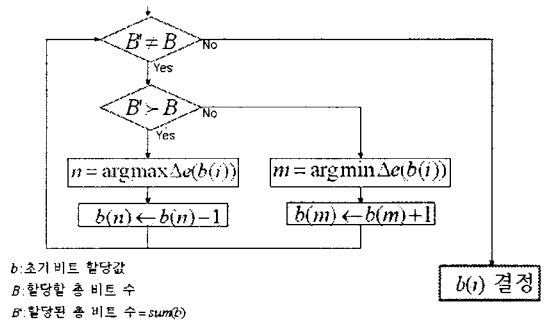 B' ≠ B
No
Yes
B' > B
No
Yes
n = argmax Δe(b(i))
m = argmin Δe(b(i))
b(n) ← b(n) − 1
b(m) ← b(m) + 1
b(i) 결정
b:초기 비트 할당값
B:할당할 총 비트 수
B':할당된 총 비트 수=sum(b)